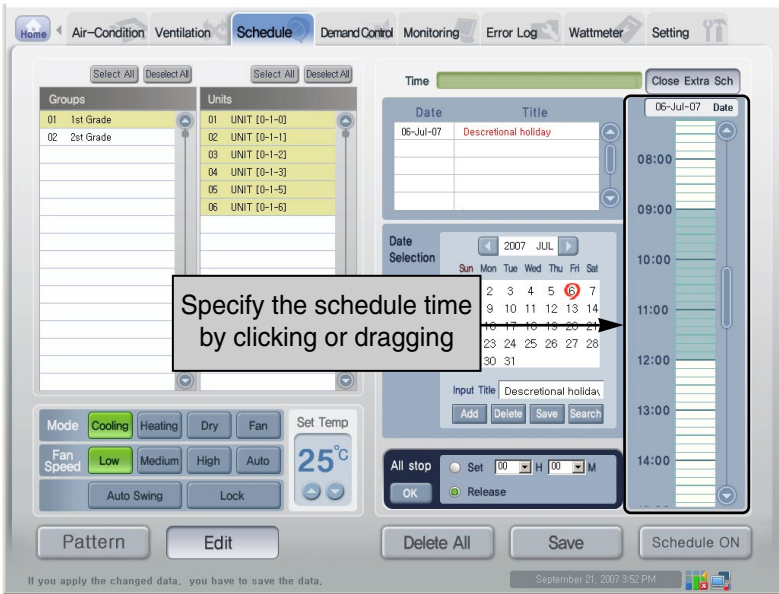 Home Air-Condition Ventilation Schedule Demand Control Monitoring Error Log Wattmeter Setting
Select All Deselect All Select All Deselect All
Groups Units
01 1st Grade 01 UNIT [0-1-0]
02 2st Grade 02 UNIT [0-1-1]
03 UNIT [0-1-2]
04 UNIT [0-1-3]
05 UNIT [0-1-5]
06 UNIT [0-1-6]
Time Close Extra Sch
Date Title
06-Jul-07 Descretional holiday
06-Jul-07 Date
08:00
09:00
10:00
11:00
12:00
13:00
14:00
Date
Selection
2007 JUL
Sun Mon Tue Wed Thu Fri Sat
2 3 4 5 6 7
9 10 11 12 13 14
16 17 18 19 20 21
23 24 25 26 27 28
30 31
Specify the schedule time
by clicking or dragging
Input Title Descretional holiday
Add Delete Save Search
Mode Cooling Heating Dry Fan
Fan Speed Low Medium High Auto
Auto Swing Lock
Set Temp
25°C
All stop Set 00 H 00 M
OK Release
Pattern Edit Delete All Save Schedule ON
If you apply the changed data, you have to save the data.
September 21, 2007 3:52 PM